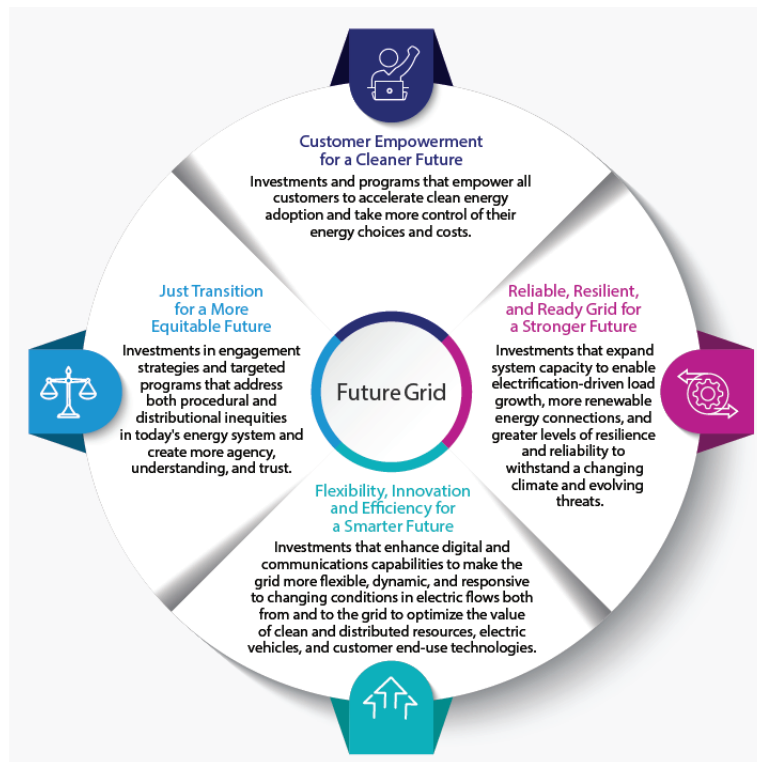 Customer Empowerment
for a Cleaner Future
Investments and programs that empower all
customers to accelerate clean energy
adoption and take more control of their
energy choices and costs.
Just Transition
for a More
Equitable Future
Investments in engagement
strategies and targeted
programs that address
both procedural and
distributional inequities
in today's energy system and
create more agency,
understanding, and trust.
Future Grid
Reliable, Resilient,
and Ready Grid for
a Stronger Future
Investments that expand
system capacity to enable
electrification-driven load
growth, more renewable
energy connections, and
greater levels of resilience
and reliability to
withstand a changing
climate and evolving
threats.
Flexibility, Innovation
and Efficiency for
a Smarter Future
Investments that enhance digital and
communications capabilities to make the
grid more flexible, dynamic, and responsive
to changing conditions in electric flows both
from and to the grid to optimize the value
of clean and distributed resources, electric
vehicles, and customer end-use technologies.